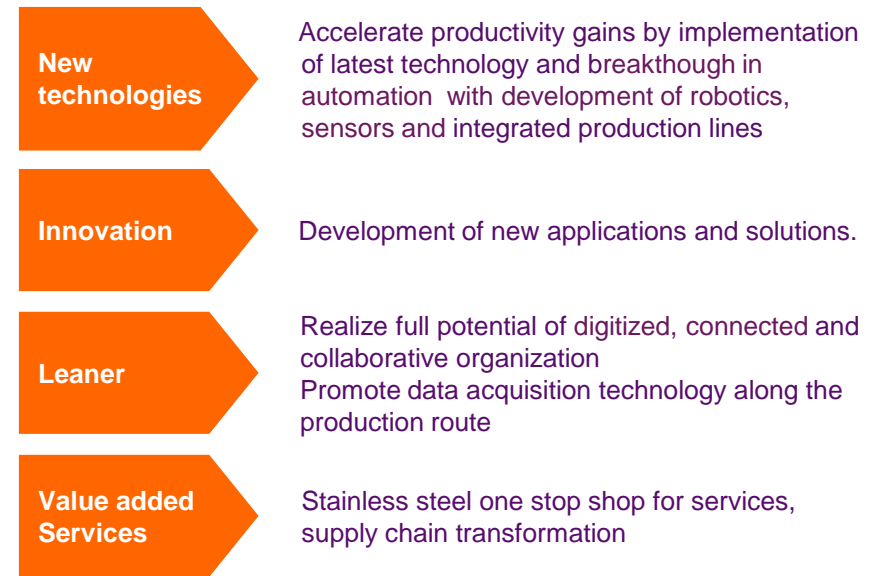 New
technologies
Accelerate productivity gains by implementation
of latest technology and breakthough in
automation with development of robotics,
sensors and integrated production lines
Innovation
Development of new applications and solutions.
Leaner
Realize full potential of digitized, connected and
collaborative organization
Promote data acquisition technology along the
production route
Value added
Services
Stainless steel one stop shop for services,
supply chain transformation